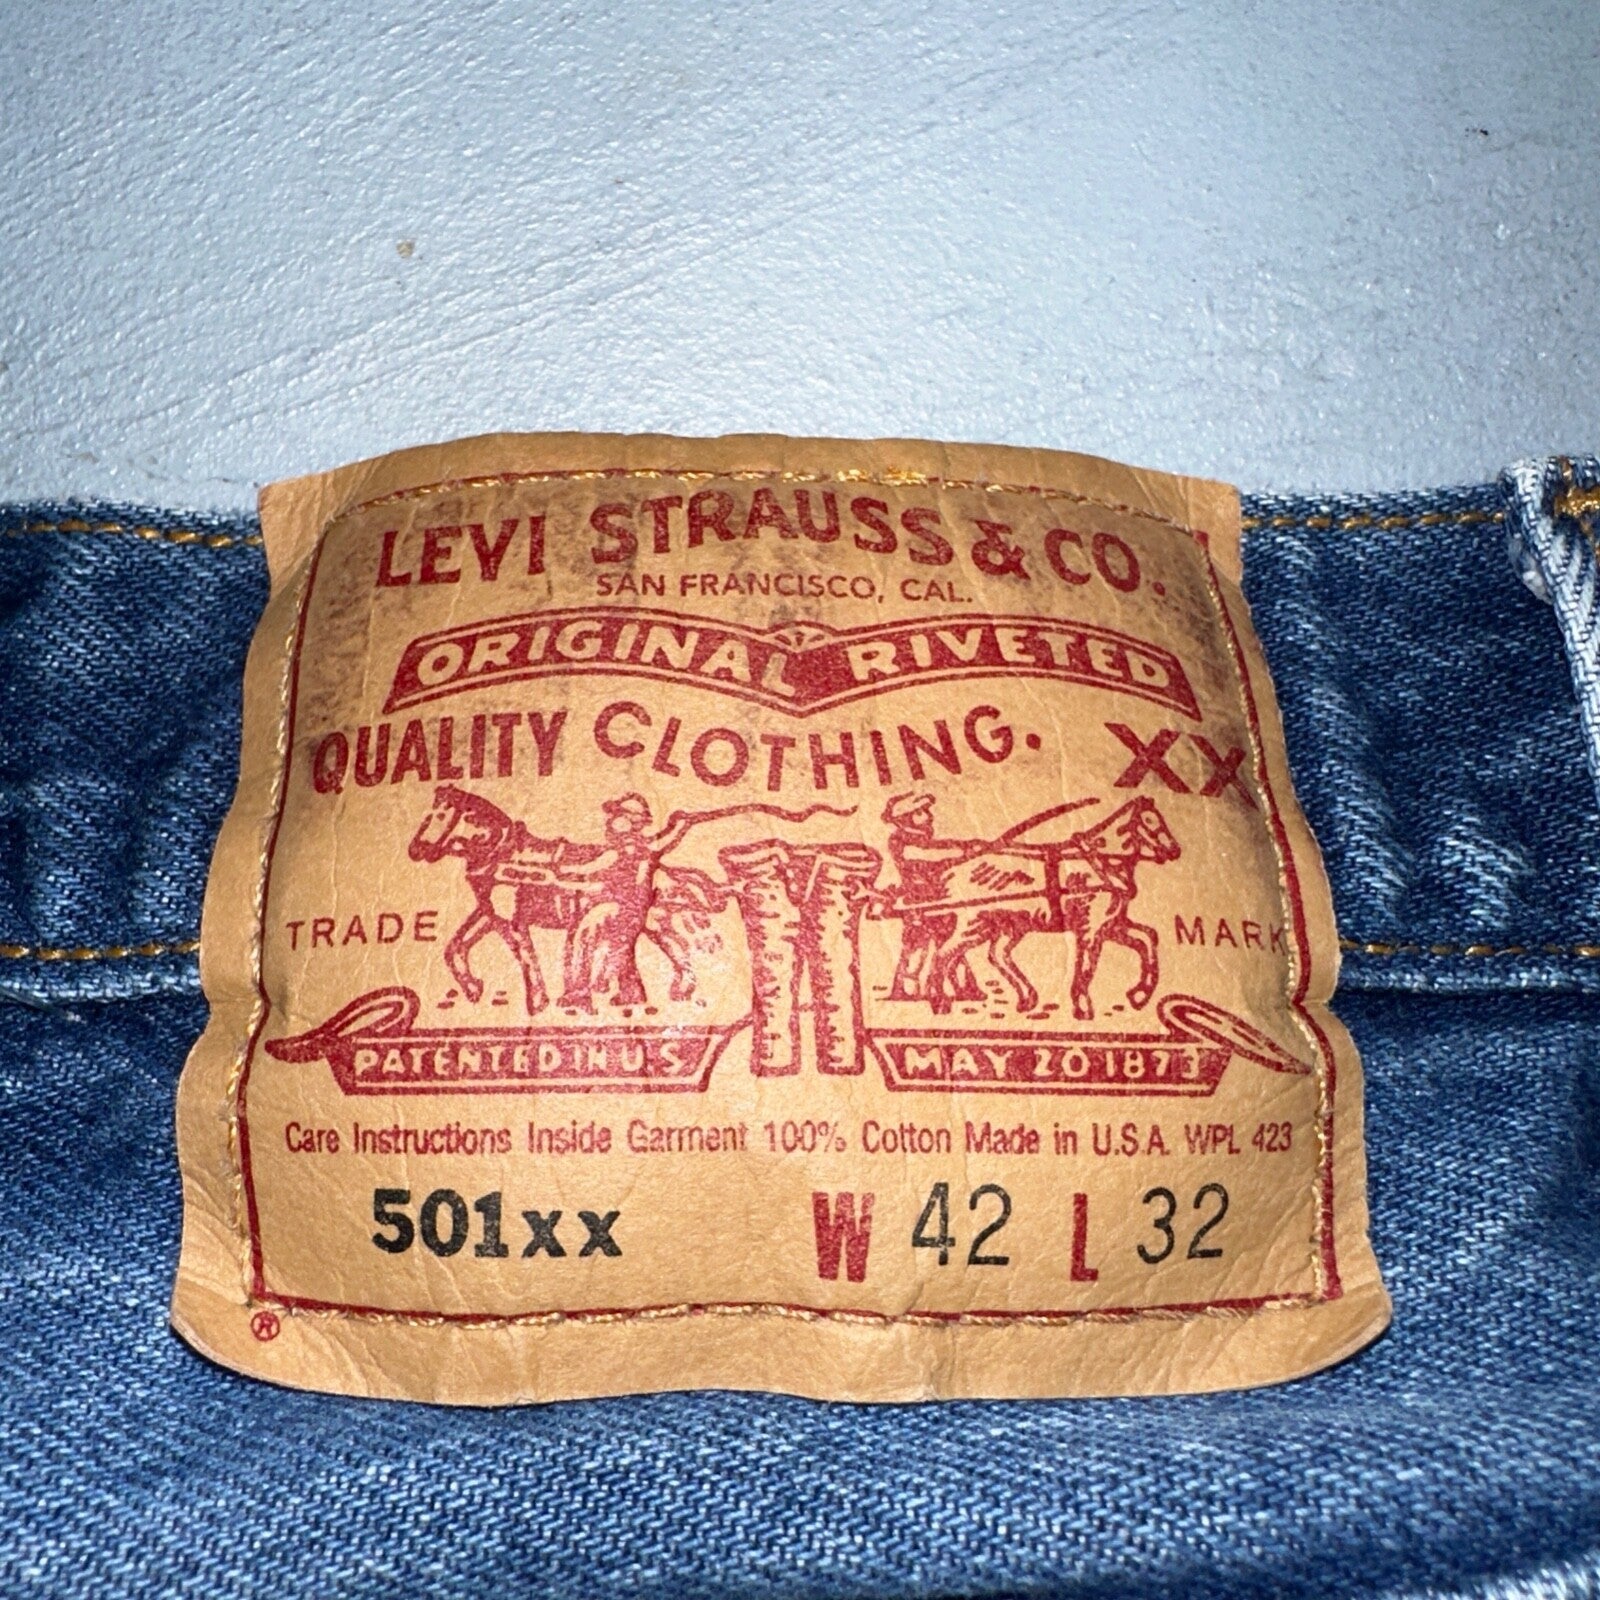 LEVI STRAUSS & CO.
SAN FRANCISCO, CAL.
ORIGINAL RIVETED
QUALITY CLOTHING. XX
TRADE MARK
PATENTED IN U S MAY 20 1873
Care Instructions Inside Garment 100% Cotton Made in U.S.A. WPL 423
501xx W 42 L 32
®